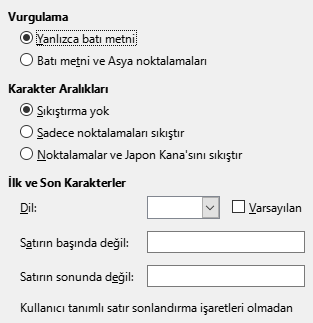 Vurgulama
Yanlızca batı metni
Batı metni ve Asya noktalamaları
Karakter Aralıkları
Sıkıştırma yok
Sadece noktalamaları sıkıştır
Noktalamalar ve Japon Kana'sını sıkıştır
İlk ve Son Karakterler
Dil:
Varsayılan
Satırın başında değil:
Satırın sonunda değil:
Kullanıcı tanımlı satır sonlandırma işaretleri olmadan